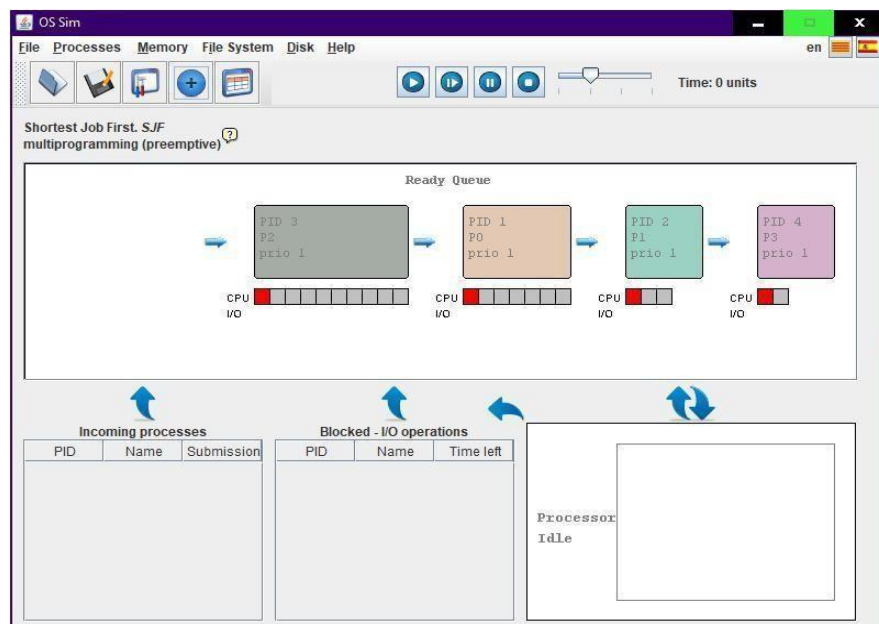 OS Sim
File Processes Memory File System Disk Help
en
Time: 0 units
Shortest Job First. SJF
multiprogramming (preemptive)
?
Ready Queue
PID 3
P2
prio 1
CPU
I/O
PID 1
P0
prio 1
CPU
I/O
PID 2
P1
prio 1
CPU
I/O
PID 4
P3
prio 1
CPU
I/O
Incoming processes
PID Name Submission
Blocked - I/O operations
PID Name Time left
Processor
Idle